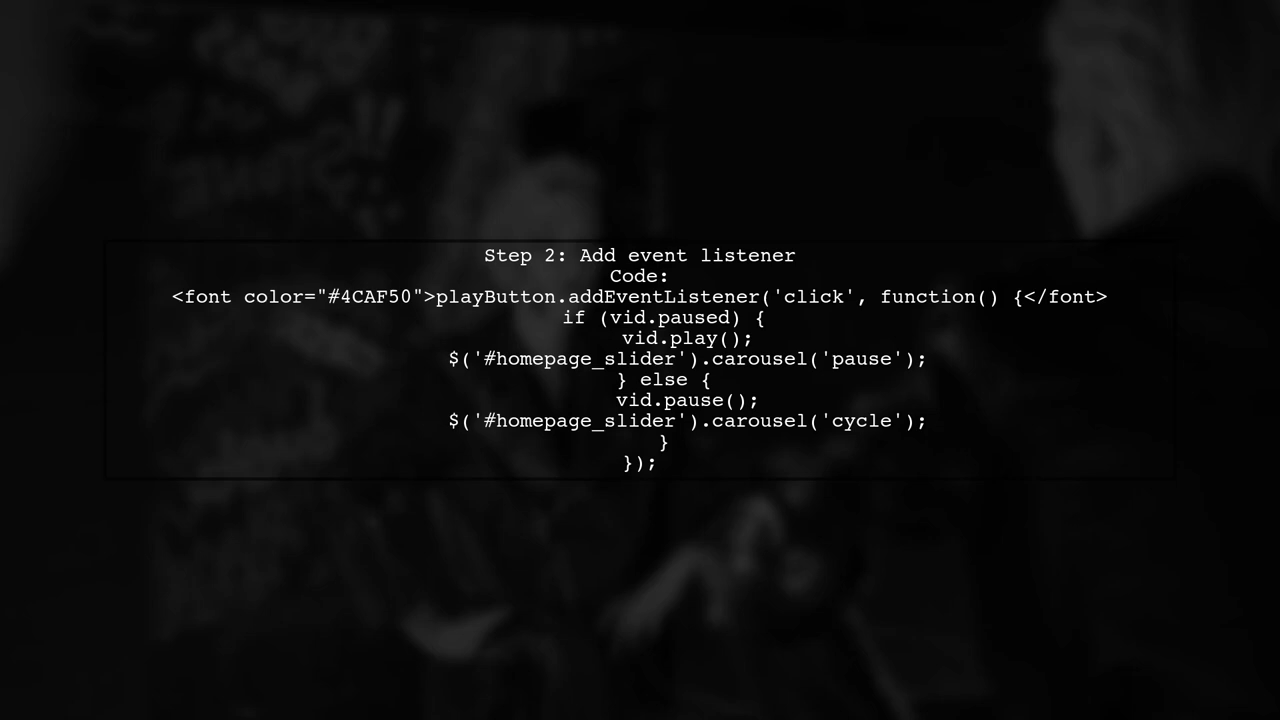 Step 2: Add event listener
Code:
<font color="#4CAF50">playButton.addEventListener('click', function() {</font>
if (vid.paused) {
vid.play();
$('#homepage_slider').carousel('pause');
} else {
vid.pause();
$('#homepage_slider').carousel('cycle');
}
});